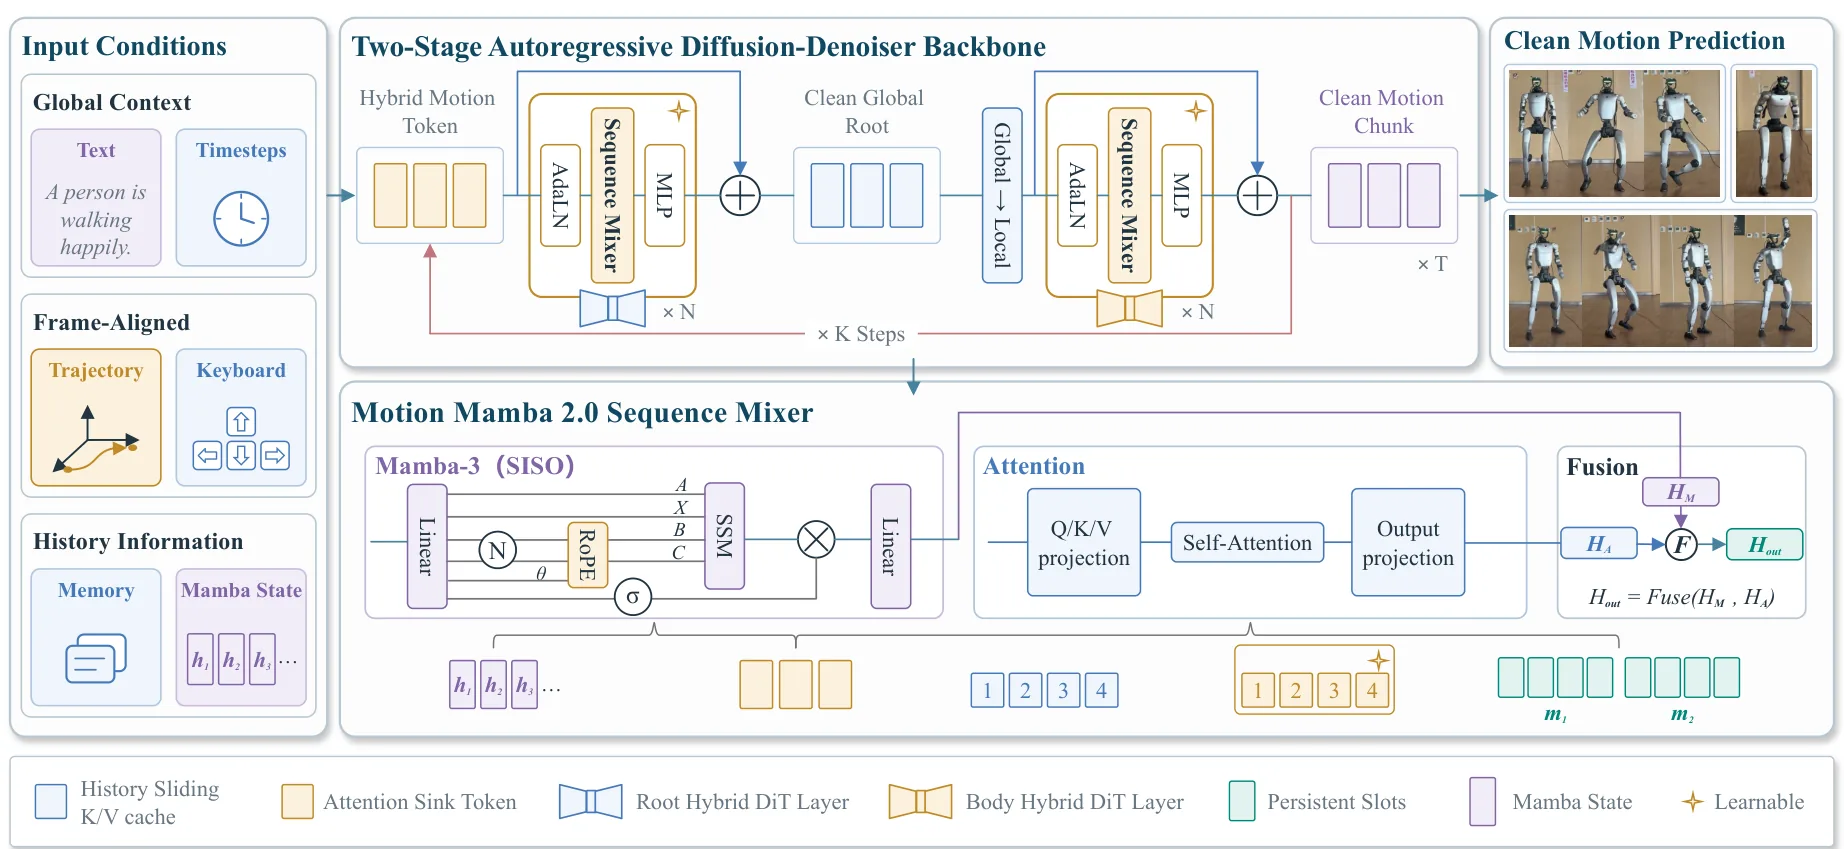 Input Conditions
Global Context
Text
A person is
walking
happily.
Timesteps
Frame-Aligned
Trajectory
Keyboard
History Information
Memory
Mamba State
h1 h2 h3 ...
Two-Stage Autoregressive Diffusion-Denoiser Backbone
Hybrid Motion
Token
AdaLN
Sequence Mixer
MLP
× N
Clean Global
Root
Global → Local
AdaLN
Sequence Mixer
MLP
× N
Clean Motion
Chunk
× T
× K Steps
Clean Motion Prediction
Motion Mamba 2.0 Sequence Mixer
Mamba-3 (SISO)
Linear
N
θ
RoPE
σ
A
X
B
C
SSM
Linear
Attention
Q/K/V
projection
Self-Attention
Output
projection
Fusion
HM
HA
F
Hout
Hout = Fuse(HM , HA)
h1 h2 h3 ...
1 2 3 4
1 2 3 4
m1
m2
History Sliding
K/V cache
Attention Sink Token
Root Hybrid DiT Layer
Body Hybrid DiT Layer
Persistent Slots
Mamba State
Learnable